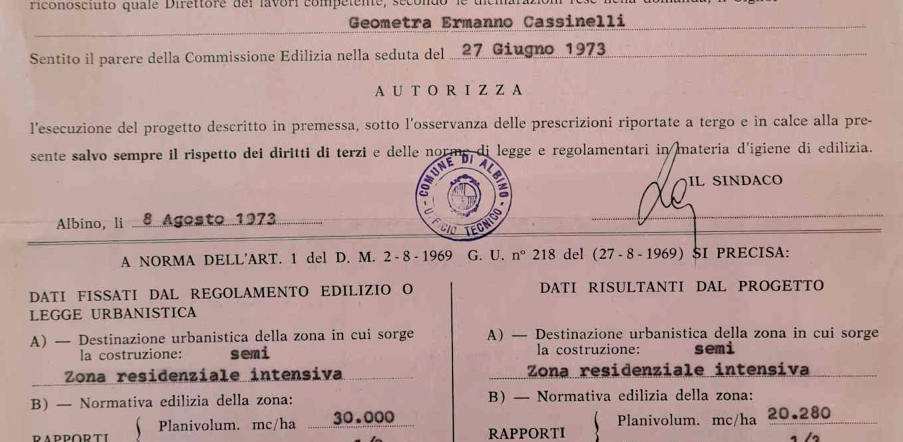 riconosciuto quale Direttore dei lavori competente, secondo le dichiarazioni rese nella domanda, il Signor
Geometra Ermanno Cassinelli
Sentito il parere della Commissione Edilizia nella seduta del 27 Giugno 1973
AUTORIZZA
l'esecuzione del progetto descritto in premessa, sotto l'osservanza delle prescrizioni riportate a tergo e in calce alla pre-
sente salvo sempre il rispetto dei diritti di terzi e delle norme di legge e regolamentari in materia d'igiene di edilizia.
COMUNE DI ALBINO
UFFICIO TECNICO
IL SINDACO
Albino, li 8 Agosto 1973
A NORMA DELL'ART. 1 del D. M. 2-8-1969 G. U. n° 218 del (27-8-1969) SI PRECISA:
DATI FISSATI DAL REGOLAMENTO EDILIZIO O
LEGGE URBANISTICA
A) — Destinazione urbanistica della zona in cui sorge
la costruzione: semi
Zona residenziale intensiva
B) — Normativa edilizia della zona:
Planivolum. mc/ha 30.000
RAPPORTI
DATI RISULTANTI DAL PROGETTO
A) — Destinazione urbanistica della zona in cui sorge
la costruzione: semi
Zona residenziale intensiva
B) — Normativa edilizia della zona:
Planivolum. mc/ha 20.280
RAPPORTI
1/3